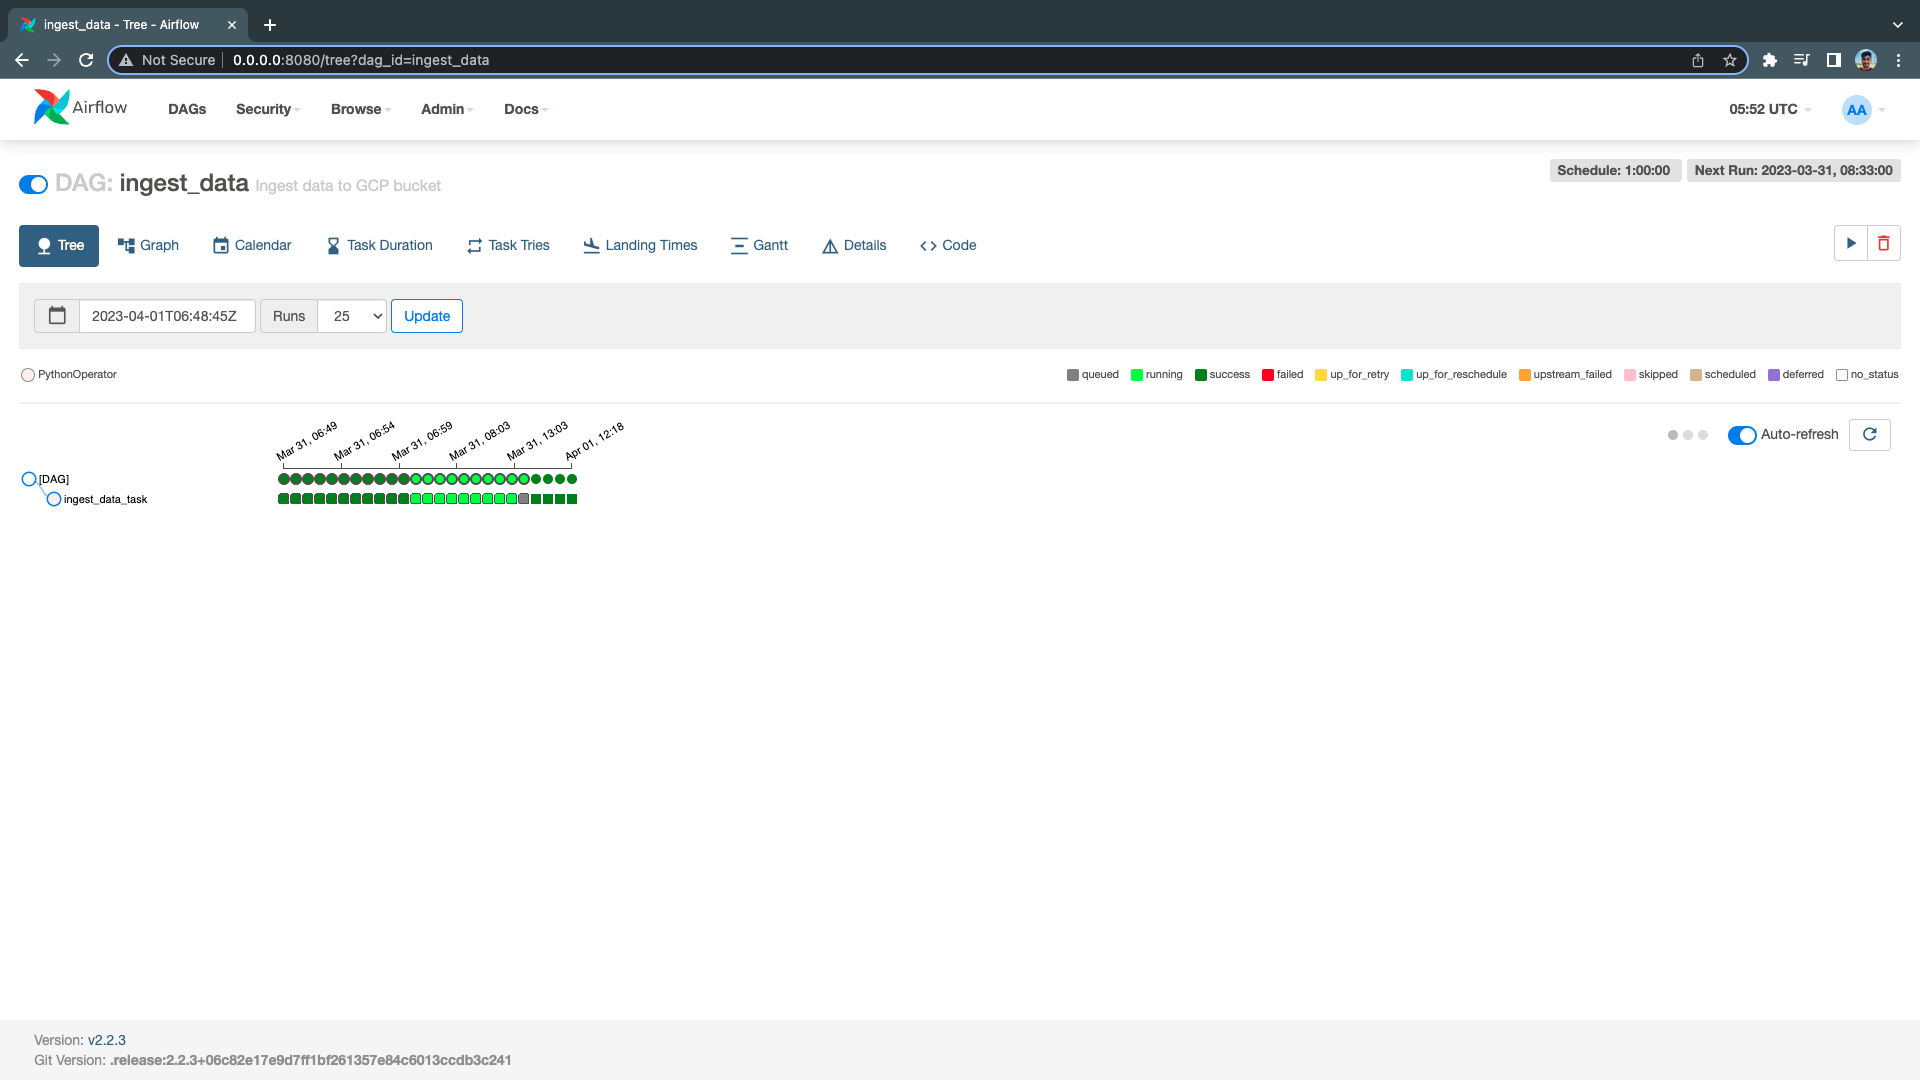 ingest_data - Tree - Airflow
Not Secure 0.0.0.0:8080/tree?dag_id=ingest_data
Airflow DAGs Security Browse Admin Docs 05:52 UTC AA
DAG: ingest_data Ingest data to GCP bucket
Schedule: 1:00:00 Next Run: 2023-03-31, 08:33:00
Tree Graph Calendar Task Duration Task Tries Landing Times Gantt Details Code
2023-04-01T06:48:45Z Runs 25 Update
PythonOperator queued running success failed up_for_retry up_for_reschedule upstream_failed skipped scheduled deferred no_status
Mar 31, 06:49 Mar 31, 06:54 Mar 31, 06:59 Mar 31, 08:03 Mar 31, 13:03 Apr 01, 12:18
Auto-refresh
[DAG]
ingest_data_task
Version: v2.2.3
Git Version: .release:2.2.3+06c82e17e9d7ff1bf261357e84c6013ccdb3c241